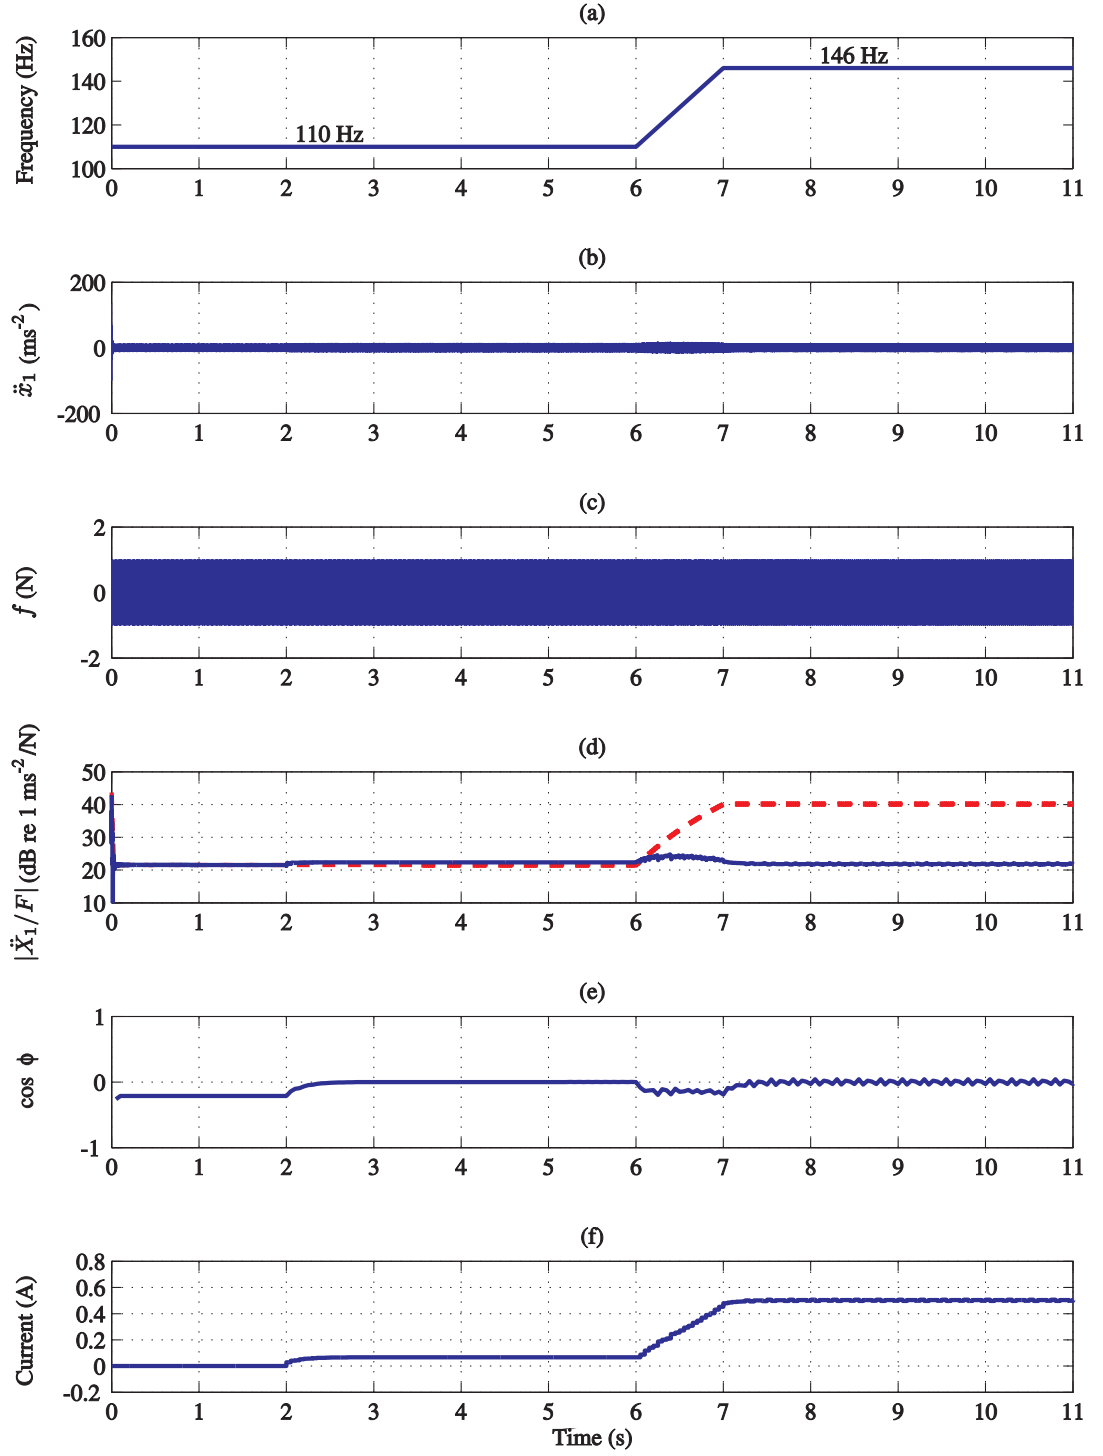 (a)
Frequency (Hz)
160
140
120
100
110 Hz
146 Hz
0 1 2 3 4 5 6 7 8 9 10 11
(b)
ẍ₁ (ms⁻²)
200
0
-200
0 1 2 3 4 5 6 7 8 9 10 11
(c)
f (N)
2
0
-2
0 1 2 3 4 5 6 7 8 9 10 11
(d)
|Ẍ₁/F| (dB re 1 ms⁻²/N)
50
40
30
20
10
0 1 2 3 4 5 6 7 8 9 10 11
(e)
cos ϕ
1
0
-1
0 1 2 3 4 5 6 7 8 9 10 11
(f)
Current (A)
0.8
0.6
0.4
0.2
0
-0.2
0 1 2 3 4 5 6 7 8 9 10 11
Time (s)